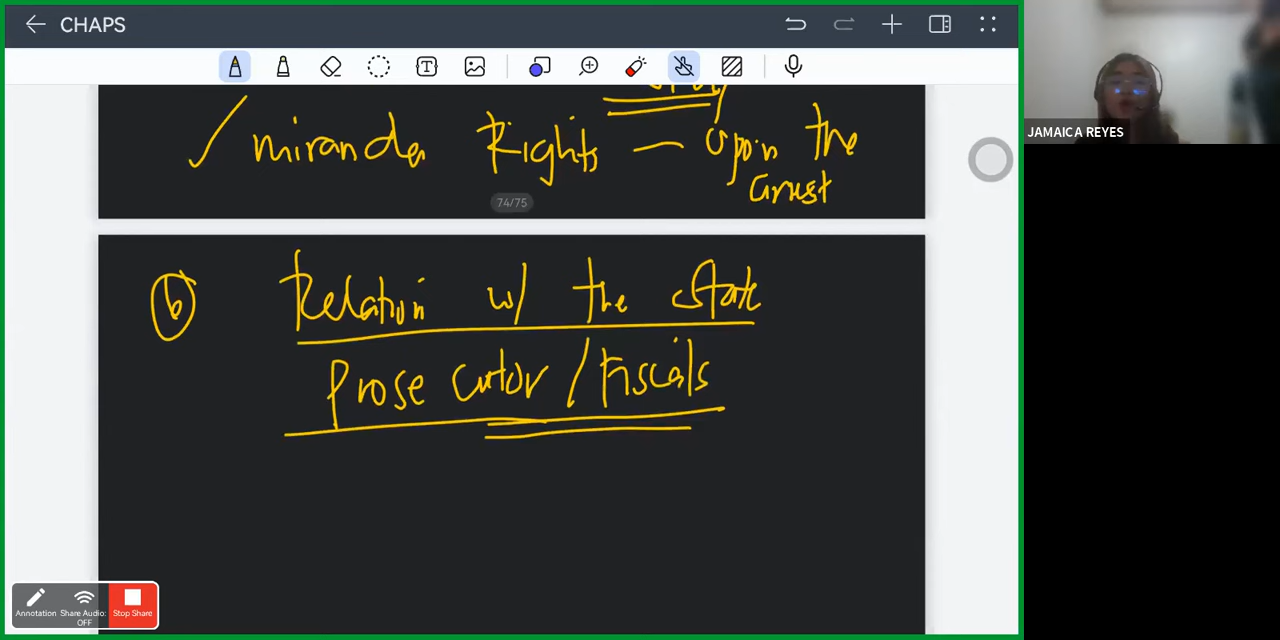 CHAPS
✓ miranda Rights — upon the
arrest
74/75
⑥ Relation w/ the state
prosecutor / Fiscals
Annotation
Share Audio: OFF
Stop Share
JAMAICA REYES